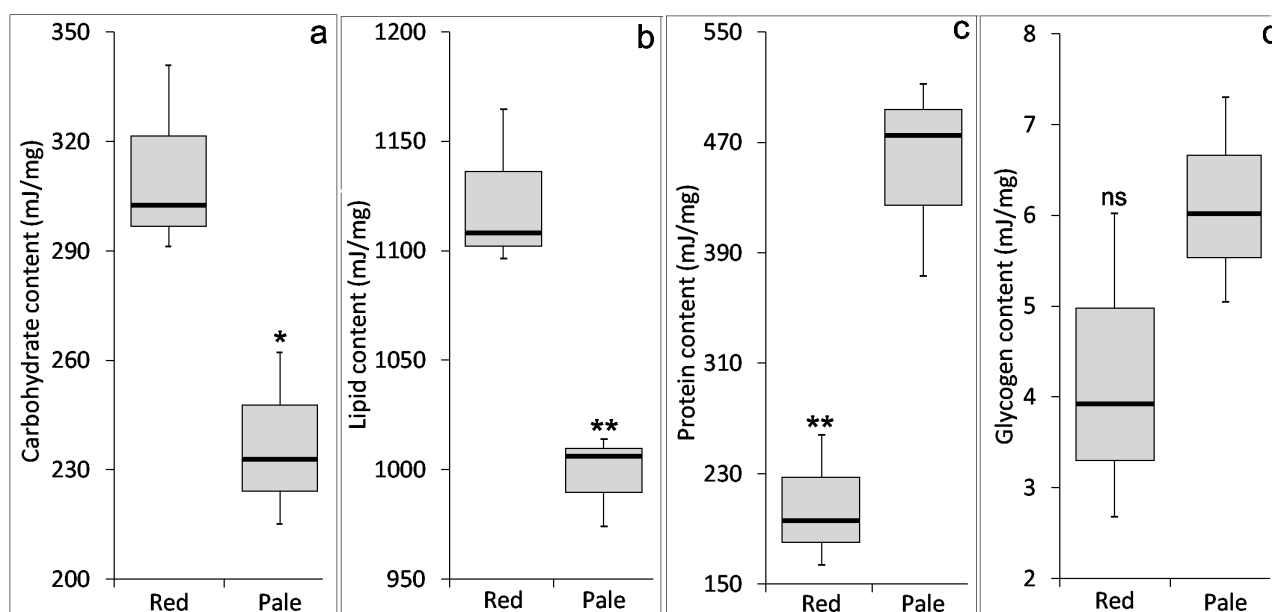 a
Carbohydrate content (mJ/mg)
350
320
290
260
230
200
*
Red Pale
b
Lipid content (mJ/mg)
1200
1150
1100
1050
1000
950
**
Red Pale
c
Protein content (mJ/mg)
550
470
390
310
230
150
**
Red Pale
Glycogen content (mJ/mg)
8
7
6
5
4
3
2
ns
Red Pale